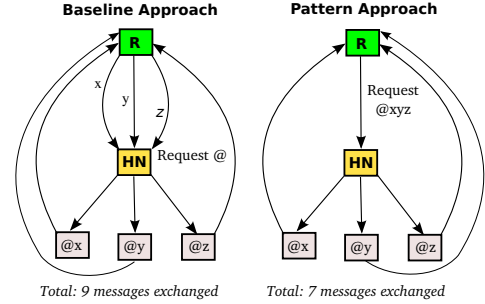 Baseline Approach
R
x
y
z
HN
Request @
@x
@y
@z
Total: 9 messages exchanged
Pattern Approach
R
Request
@xyz
HN
@x
@y
@z
Total: 7 messages exchanged